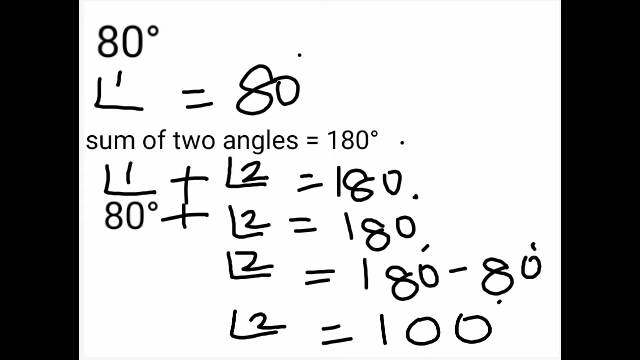 80°
∠1 = 80°
sum of two angles = 180°
∠1 + ∠2 = 180.
80° + ∠2 = 180
∠2 = 180° - 80°
∠2 = 100°